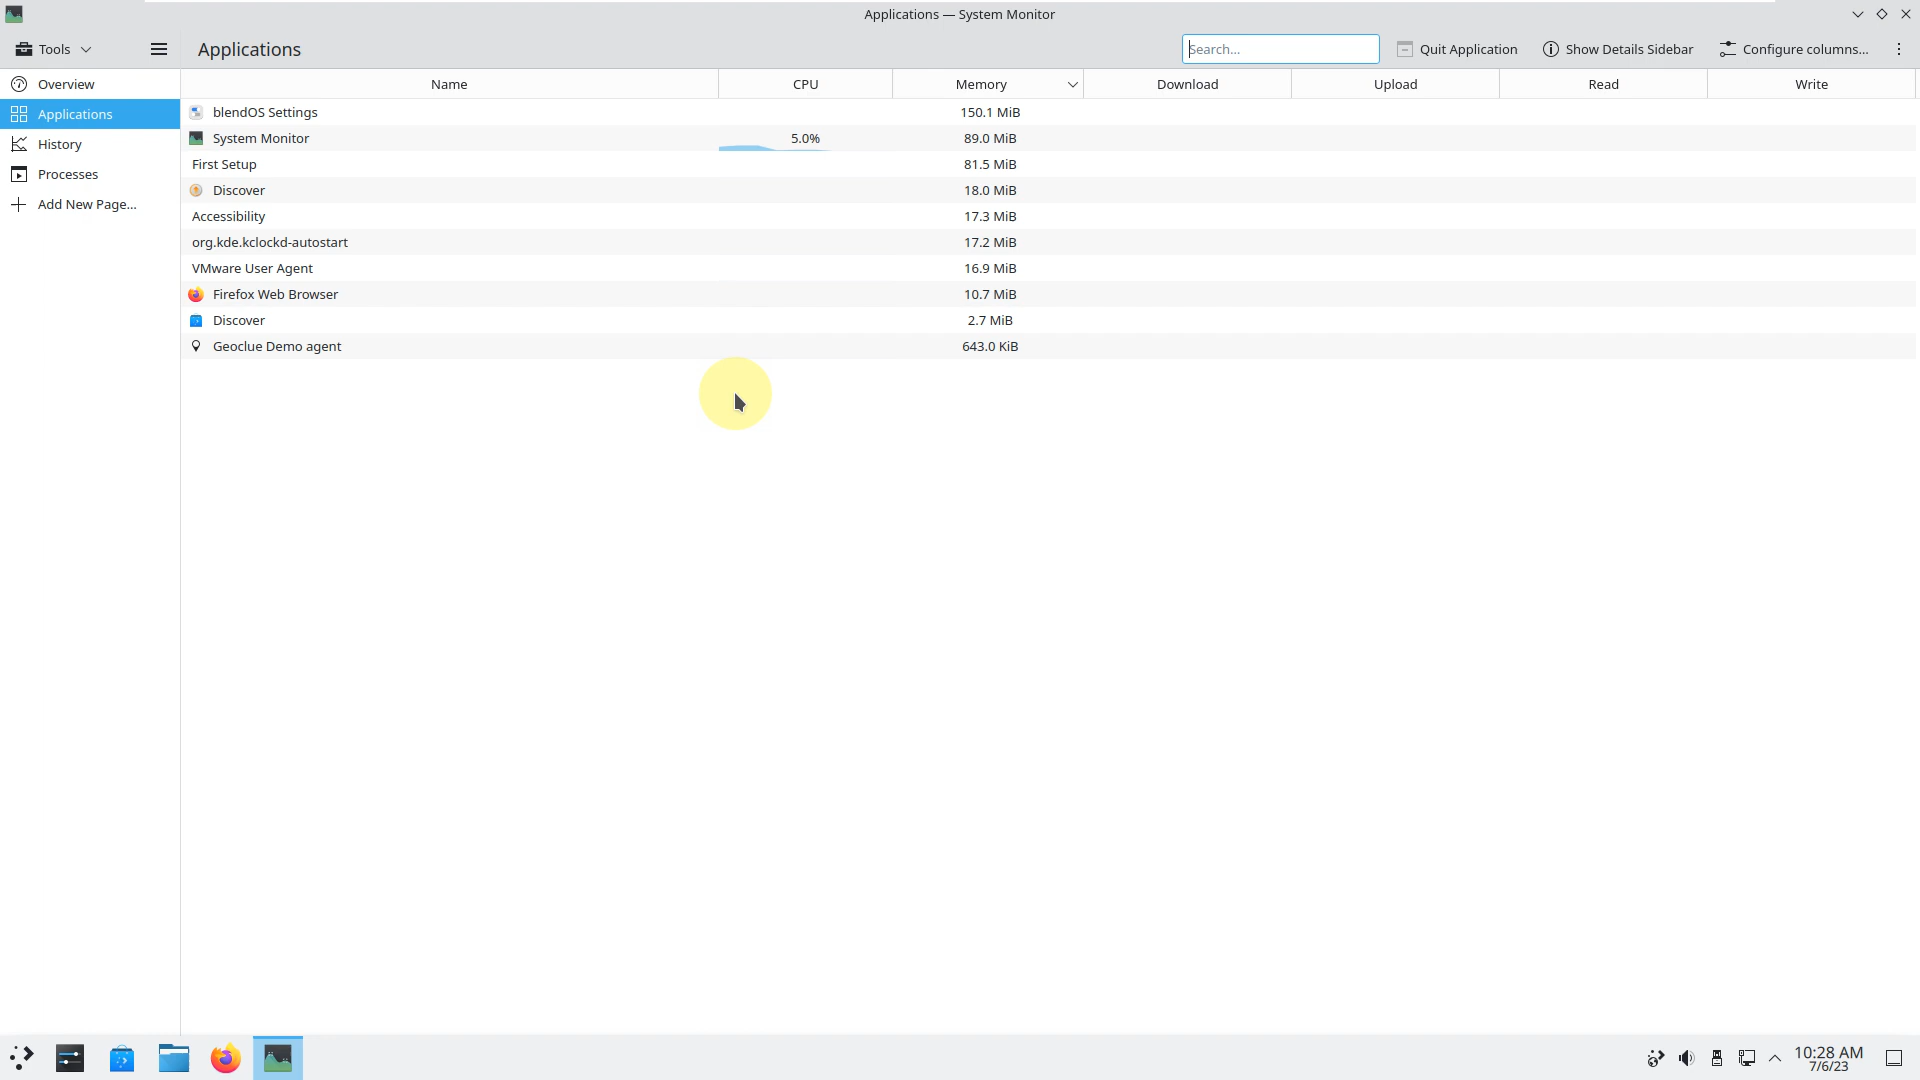 Applications — System Monitor
Tools
Applications
Search...
Quit Application
Show Details Sidebar
Configure columns...
Overview
Applications
History
Processes
Add New Page...
Name CPU Memory Download Upload Read Write
blendOS Settings 150.1 MiB
System Monitor 5.0% 89.0 MiB
First Setup 81.5 MiB
Discover 18.0 MiB
Accessibility 17.3 MiB
org.kde.kclockd-autostart 17.2 MiB
VMware User Agent 16.9 MiB
Firefox Web Browser 10.7 MiB
Discover 2.7 MiB
Geoclue Demo agent 643.0 KiB
10:28 AM
7/6/23